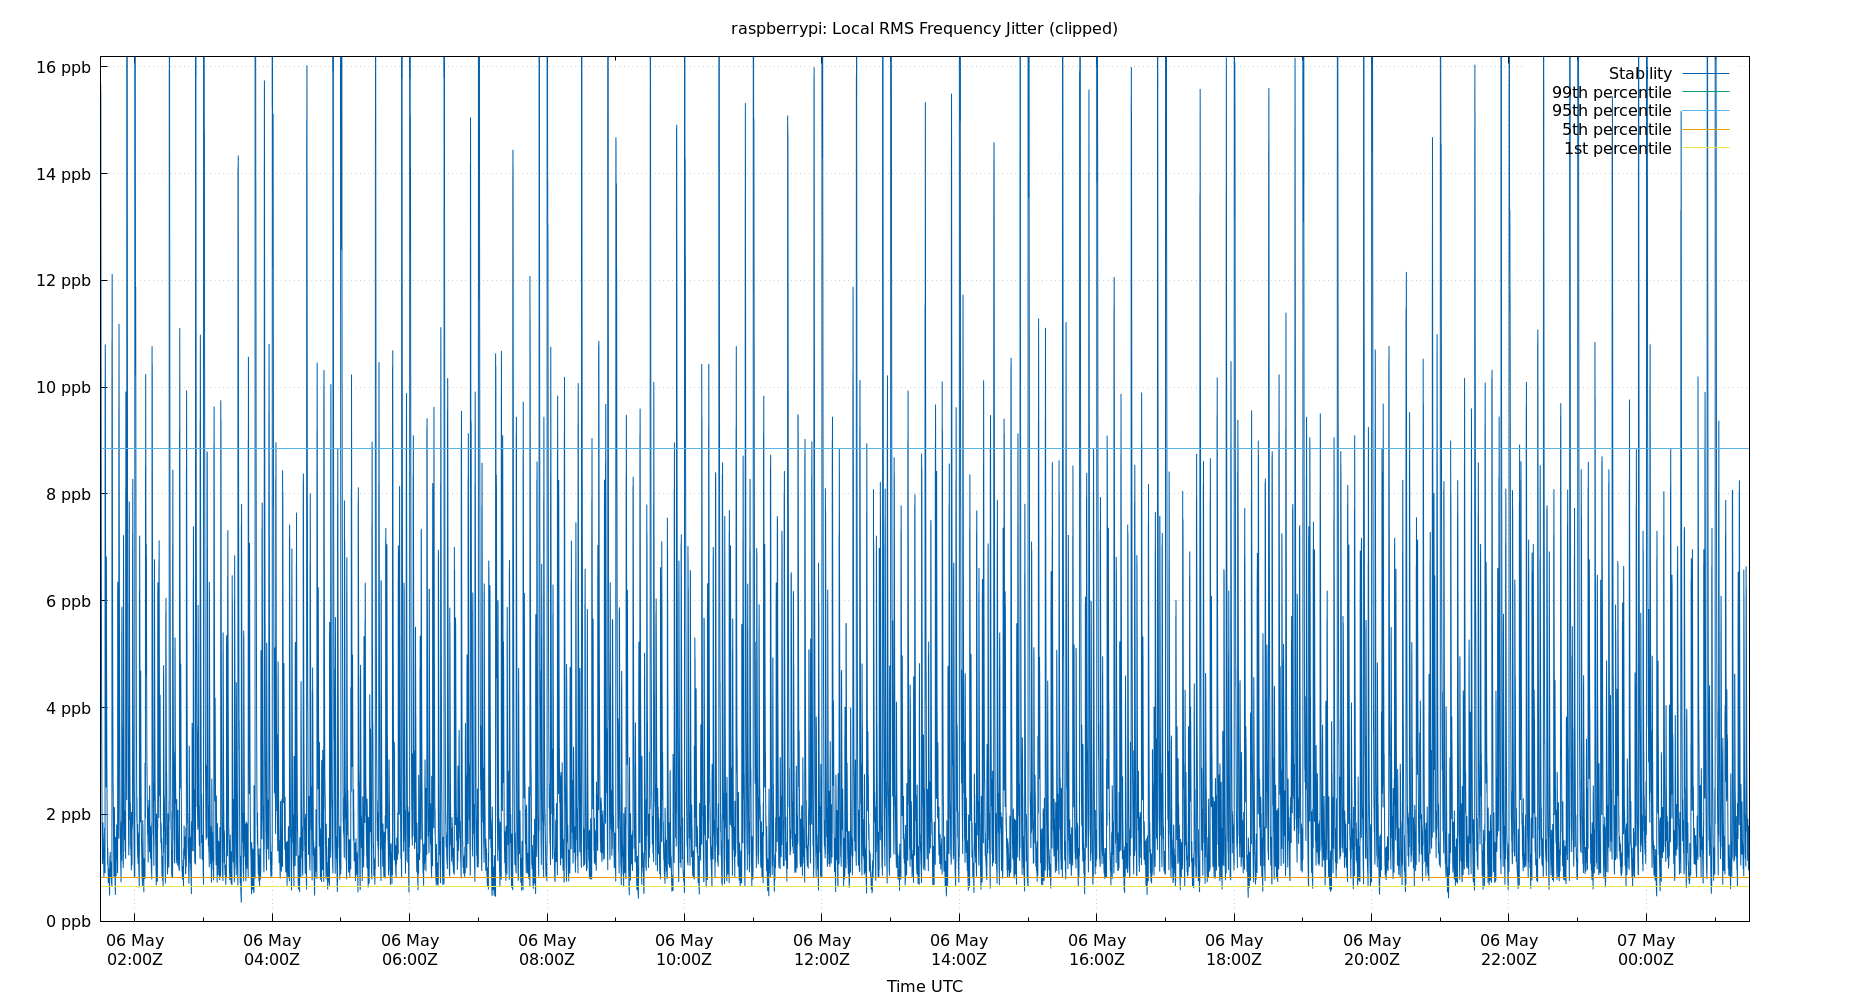 raspberrypi: Local RMS Frequency Jitter (clipped)
16 ppb
14 ppb
12 ppb
10 ppb
8 ppb
6 ppb
4 ppb
2 ppb
0 ppb
Stability
99th percentile
95th percentile
5th percentile
1st percentile
06 May
02:00Z
06 May
04:00Z
06 May
06:00Z
06 May
08:00Z
06 May
10:00Z
06 May
12:00Z
06 May
14:00Z
06 May
16:00Z
06 May
18:00Z
06 May
20:00Z
06 May
22:00Z
07 May
00:00Z
Time UTC